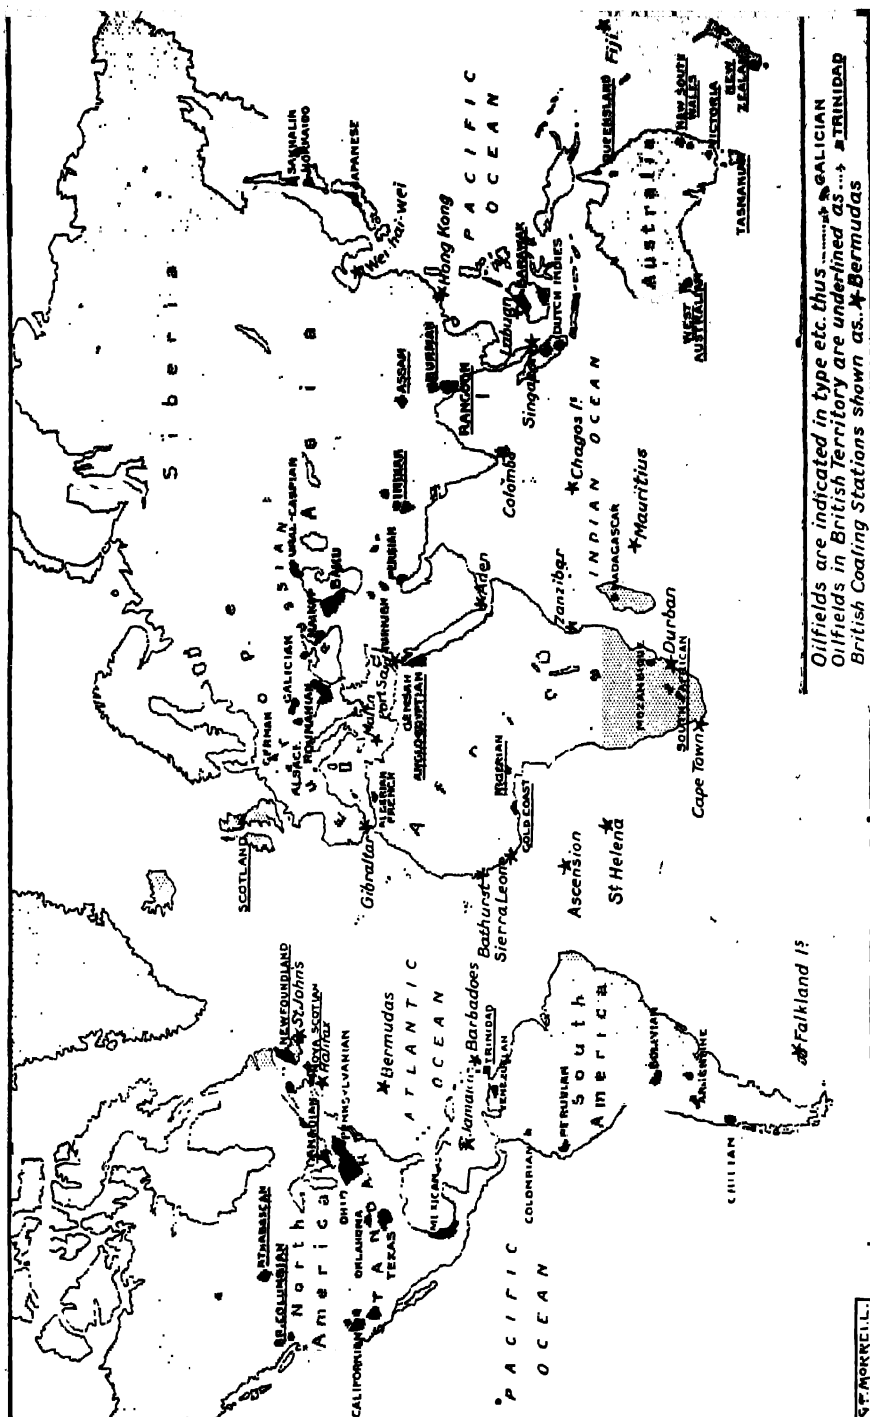 Siberia
SAKHALIN
HOKKAIDO
JAPANESE
Wei-hai-wei
Hong Kong
PACIFIC
OCEAN
SARAWAK
Labuan
DUTCH INDIES
Singapore
ASSAM
BURMAH
RANGOON
INDIAN
Colombo
Chagos Is
INDIAN OCEAN
Mauritius
MADAGASCAR
Australia
QUEENSLAND
Fiji
NEW SOUTH
WALES
VICTORIA
NEW
ZEALAND
TASMANIAN
WEST
AUSTRALIAN
URAL-CASPIAN
BAKU
MAIKOP
GALICIAN
ROUMANIAN
GERMAN
ALSACE
PERSIAN
Malta
Port Said
GEMSAH
ANGLO-EGYPTIAN
ALGERIAN
FRENCH
Gibraltar
SCOTLAND
Aden
Zanzibar
MOZAMBIQUE
Durban
SOUTH AFRICAN
Cape Town
NIGERIAN
GOLD COAST
Bathurst
Sierra Leone
Ascension
St Helena
ATLANTIC
OCEAN
NEWFOUNDLAND
St. Johns
NOVA SCOTIAN
Halifax
CANADIAN
PENNSYLVANIAN
Bermudas
Barbadoes
Jamaica
TRINIDAD
VENEZUELAN
South
America
PERUVIAN
BOLIVIAN
ARGENTINE
CHILIAN
COLOMBIAN
Falkland Is
MEXICAN
North
America
ATHABASCAN
BR. COLUMBIAN
OHIO
OKLAHOMA
TEXAS
CALIFORNIAN
PACIFIC
OCEAN
Oilfields are indicated in type etc. thus GALICIAN
Oilfields in British Territory are underlined as TRINIDAD
British Coaling Stations shown as Bermudas
G.T. MORRELL